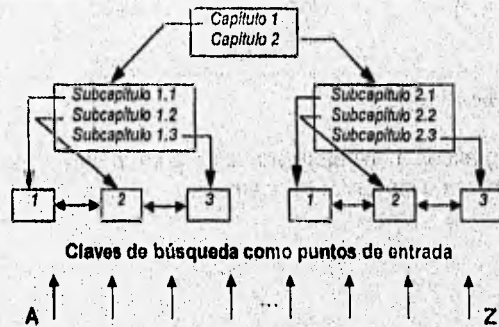 Capítulo 1
Capítulo 2
Subcapítulo 1.1
Subcapítulo 1.2
Subcapítulo 1.3
Subcapítulo 2.1
Subcapítulo 2.2
Subcapítulo 2.3
1 2 3 1 2 3
Claves de búsqueda como puntos de entrada
A ... Z